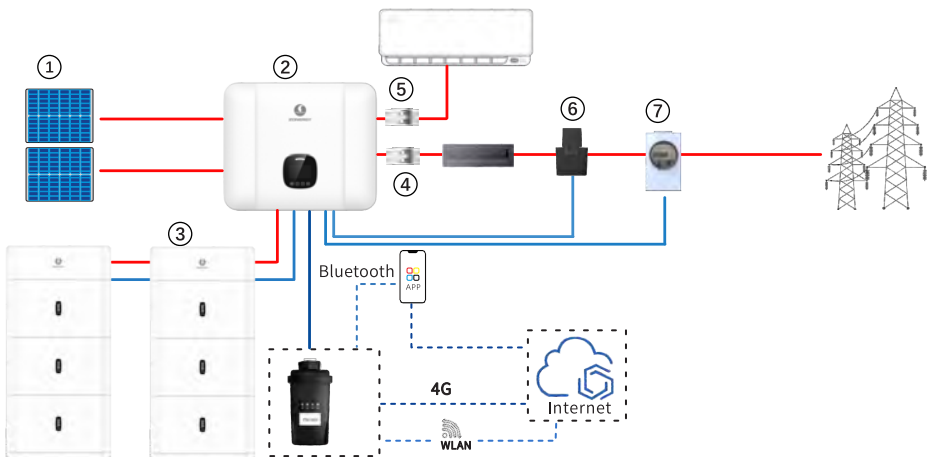 ①
②
③
④
⑤
⑥
⑦
Bluetooth
APP
4G
WLAN
Internet